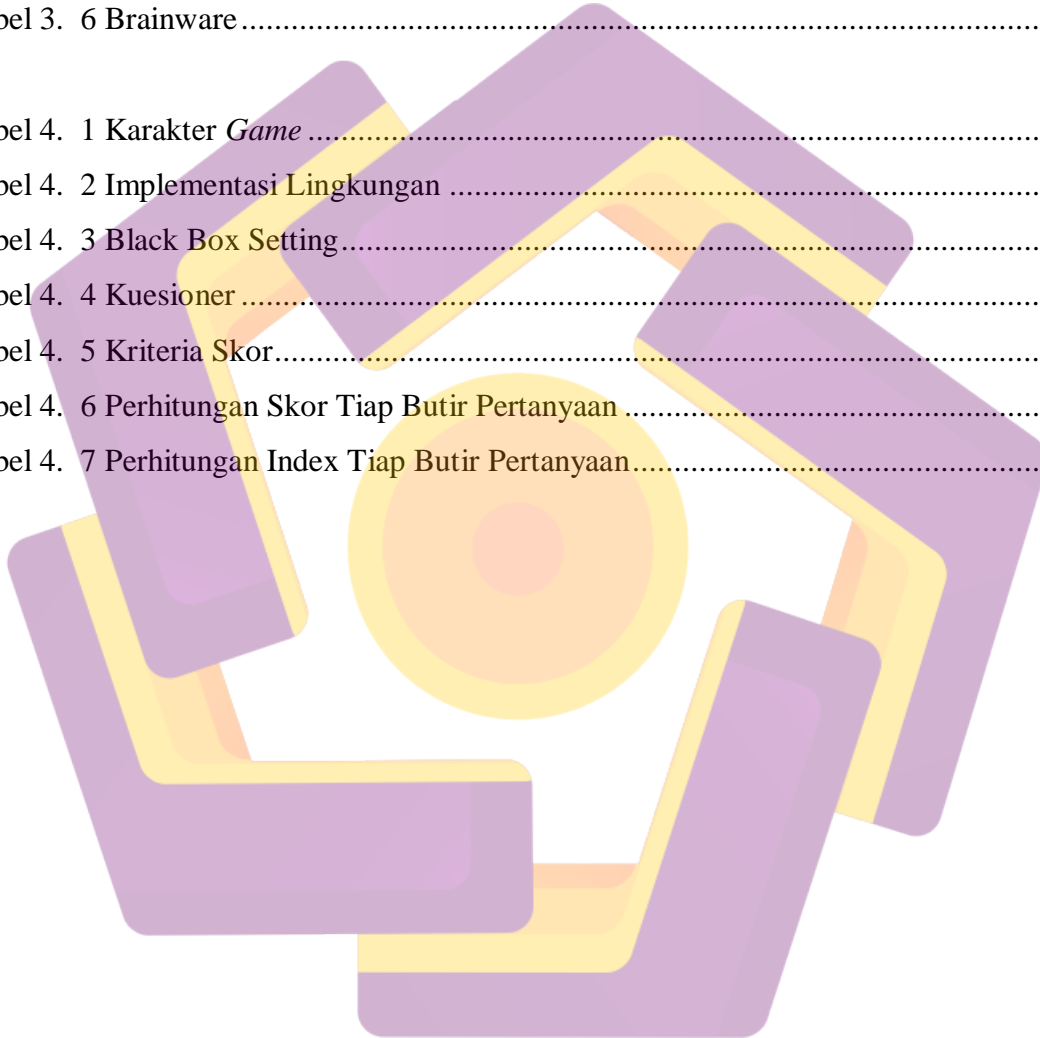 bel 3. 6 Brainware................................................................
bel 4. 1 Karakter Game................................................................
bel 4. 2 Implementasi Lingkungan................................................................
bel 4. 3 Black Box Setting................................................................
bel 4. 4 Kuesioner................................................................
bel 4. 5 Kriteria Skor................................................................
bel 4. 6 Perhitungan Skor Tiap Butir Pertanyaan................................................................
bel 4. 7 Perhitungan Index Tiap Butir Pertanyaan................................................................